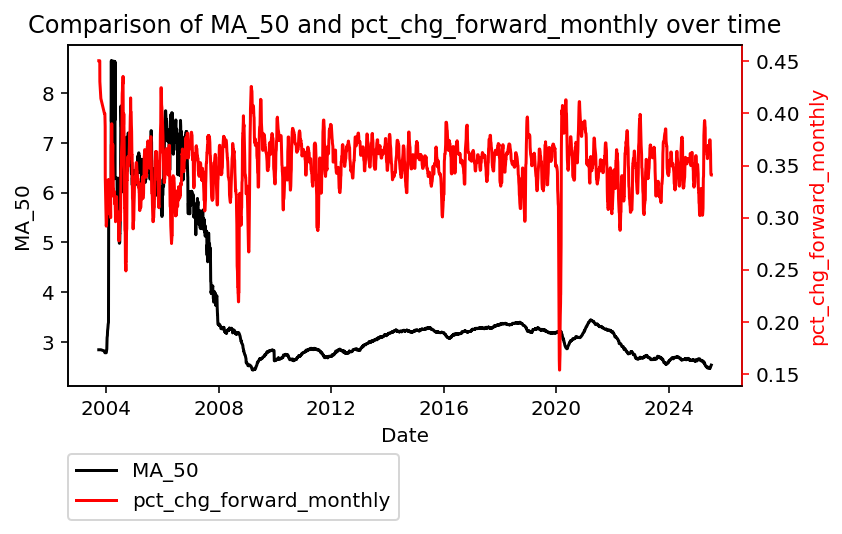 Comparison of MA_50 and pct_chg_forward_monthly over time
MA_50
8
7
6
5
4
3
0.45
0.40
0.35
0.30
0.25
0.20
0.15
pct_chg_forward_monthly
2004 2008 2012 2016 2020 2024
Date
MA_50
pct_chg_forward_monthly